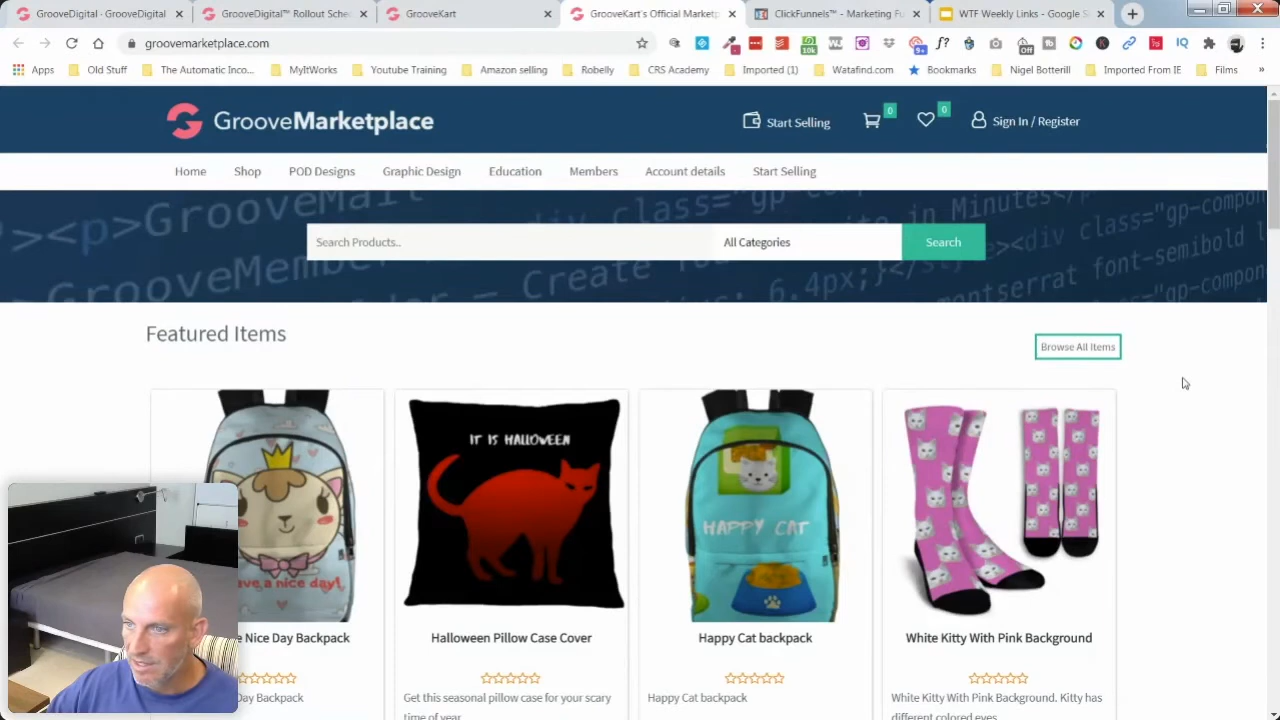 GrooveDigital - GrooveDigital
GrooveDigital™ Rollout Sche
GrooveKart
GrooveKart's Official Marketp
ClickFunnels™ - Marketing Fu
WTF Weekly Links - Google S
groovemarketplace.com
Apps
Old Stuff
The Automatic Inco...
MyItWorks
Youtube Training
Amazon selling
Robelly
CRS Academy
Imported (1)
Watafind.com
Bookmarks
Nigel Botterill
Imported From IE
Films
GrooveMarketplace
Start Selling
0
0
Sign In / Register
Home
Shop
POD Designs
Graphic Design
Education
Members
Account details
Start Selling
Search Products..
All Categories
Search
Featured Items
Browse All Items
IT IS HALLOWEEN
HAPPY CAT
ave a nice day!
e Nice Day Backpack
Halloween Pillow Case Cover
Happy Cat backpack
White Kitty With Pink Background
Day Backpack
Get this seasonal pillow case for your scary
time of year
Happy Cat backpack
White Kitty With Pink Background. Kitty has
different colored eyes